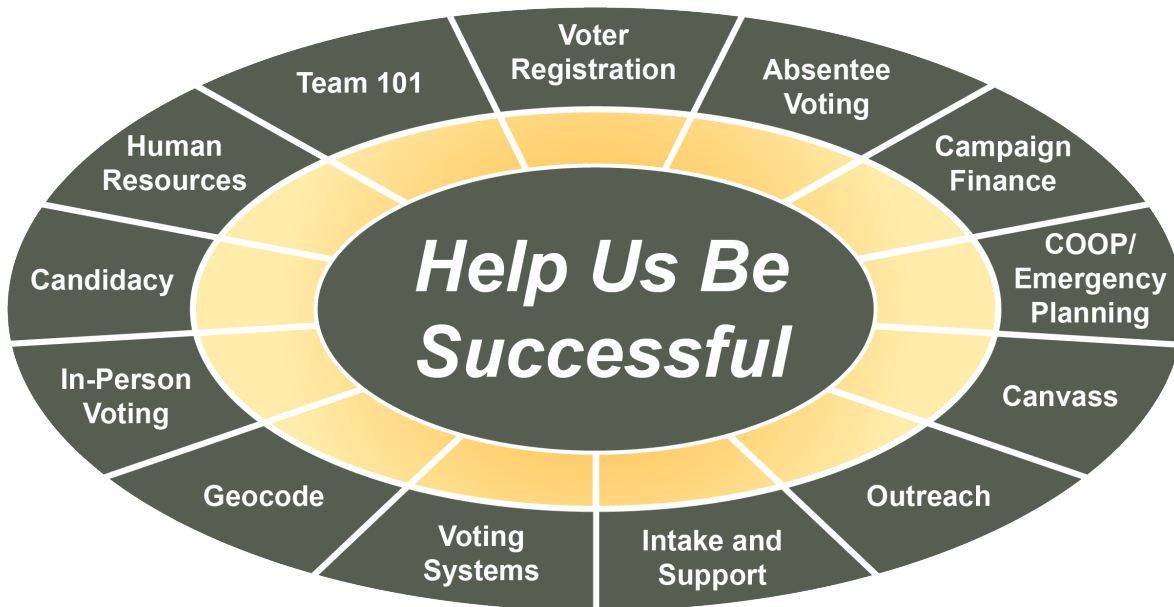 Help Us Be
Successful
Voter
Registration
Absentee
Voting
Campaign
Finance
COOP/
Emergency
Planning
Canvass
Outreach
Intake and
Support
Voting
Systems
Geocode
In-Person
Voting
Candidacy
Human
Resources
Team 101